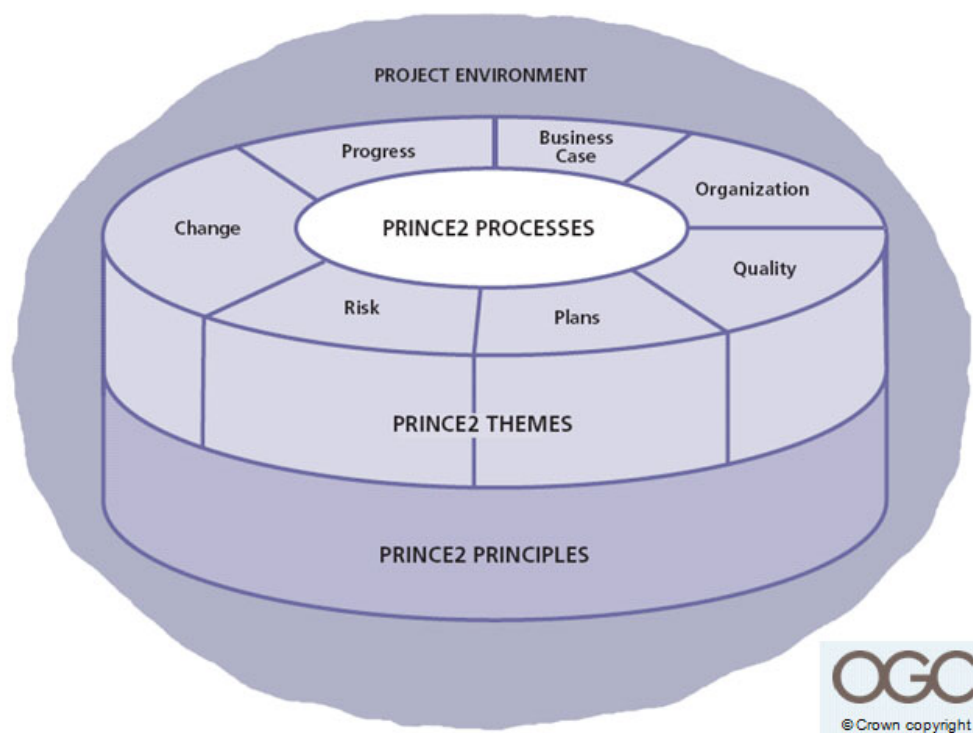 PROJECT ENVIRONMENT
Progress
Business
Case
Organization
Change
PRINCE2 PROCESSES
Quality
Risk
Plans
PRINCE2 THEMES
PRINCE2 PRINCIPLES
OGC
© Crown copyright